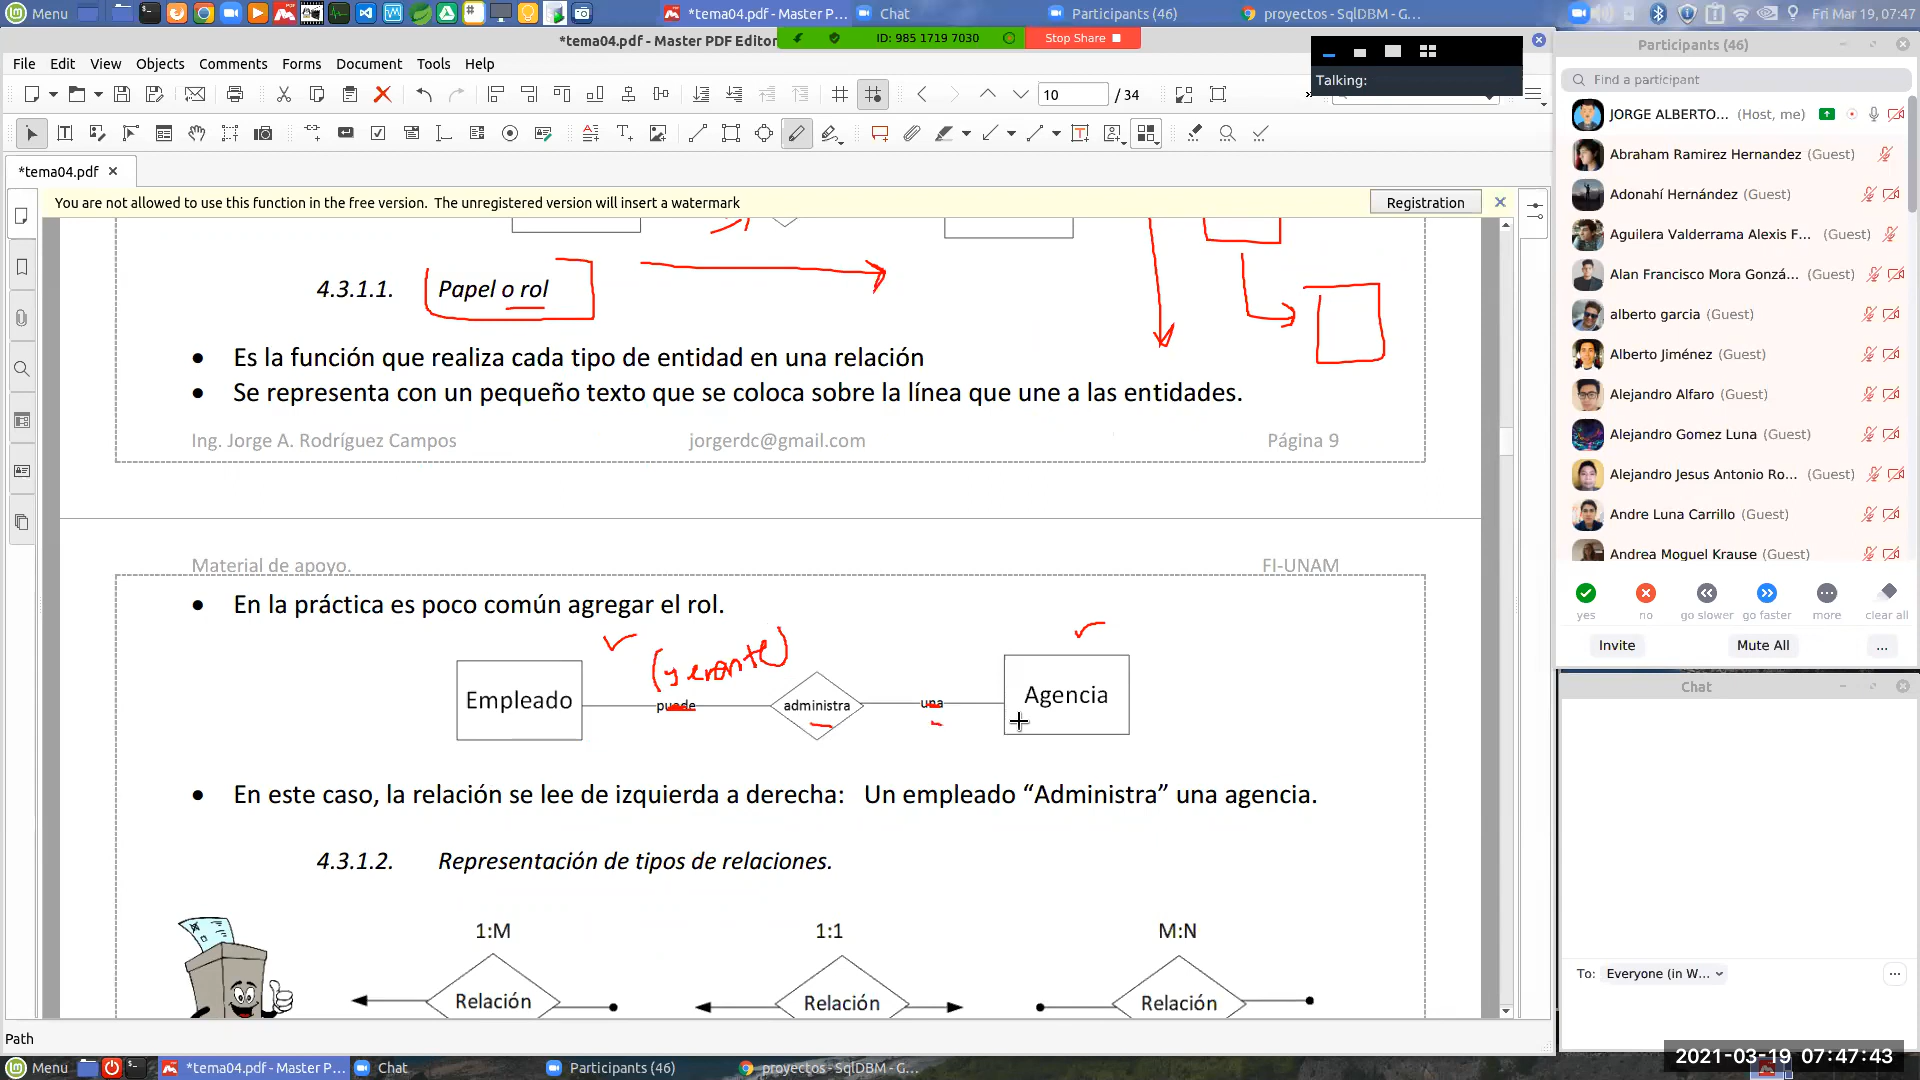 Menu
*tema04.pdf - Master P...
Chat
Participants (46)
proyectos - SqlDBM - G...
Fri Mar 19, 07:47
*tema04.pdf - Master PDF Editor
ID: 985 1719 7030
Stop Share
Talking:
File Edit View Objects Comments Forms Document Tools Help
10 / 34
*tema04.pdf
You are not allowed to use this function in the free version. The unregistered version will insert a watermark
Registration
4.3.1.1. Papel o rol
• Es la función que realiza cada tipo de entidad en una relación
• Se representa con un pequeño texto que se coloca sobre la línea que une a las entidades.
Ing. Jorge A. Rodríguez Campos jorgerdc@gmail.com Página 9
Material de apoyo. FI-UNAM
• En la práctica es poco común agregar el rol.
(gerente)
Empleado puede administra una Agencia
• En este caso, la relación se lee de izquierda a derecha: Un empleado “Administra” una agencia.
4.3.1.2. Representación de tipos de relaciones.
1:M 1:1 M:N
Relación Relación Relación
Path
Participants (46)
Find a participant
JORGE ALBERTO... (Host, me)
Abraham Ramirez Hernandez (Guest)
Adonahí Hernández (Guest)
Aguilera Valderrama Alexis F... (Guest)
Alan Francisco Mora Gonzá... (Guest)
alberto garcia (Guest)
Alberto Jiménez (Guest)
Alejandro Alfaro (Guest)
Alejandro Gomez Luna (Guest)
Alejandro Jesus Antonio Ro... (Guest)
Andre Luna Carrillo (Guest)
Andrea Moguel Krause (Guest)
yes no go slower go faster more clear all
Invite Mute All ...
Chat
To: Everyone (in W...
2021-03-19 07:47:43
Menu
*tema04.pdf - Master P...
Chat
Participants (46)
proyectos - SqlDBM - G...